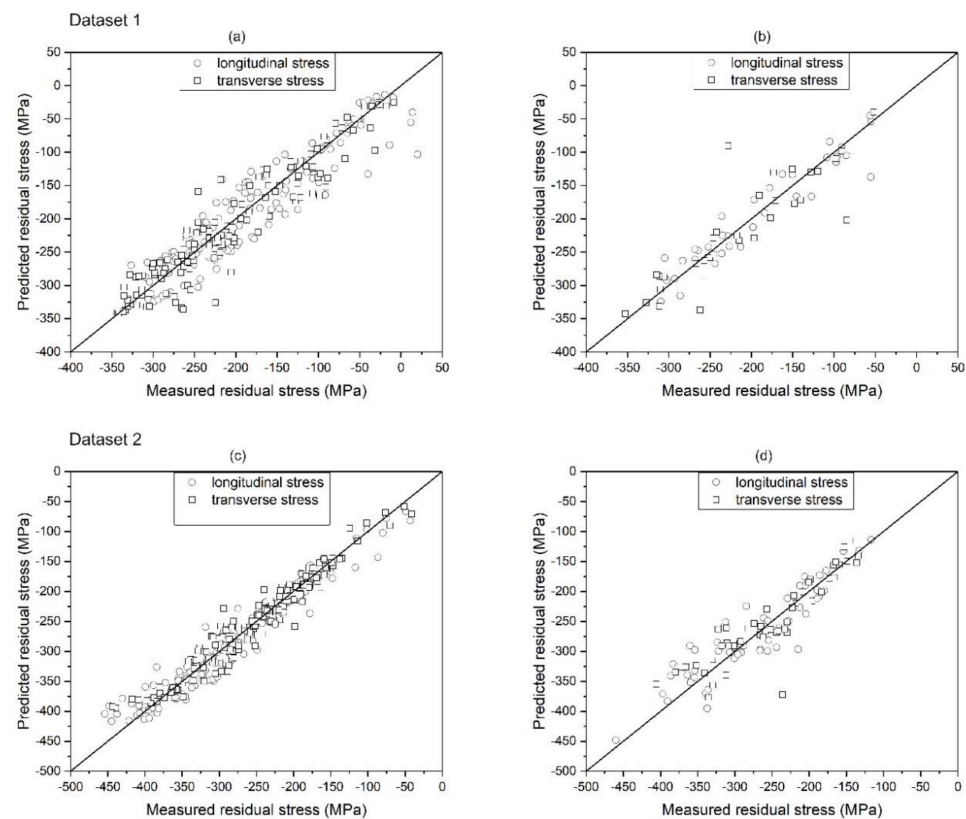 Dataset 1
(a)
longitudinal stress
transverse stress
50
0
-50
-100
-150
-200
-250
-300
-350
-400
Predicted residual stress (MPa)
-400 -350 -300 -250 -200 -150 -100 -50 0 50
Measured residual stress (MPa)
(b)
longitudinal stress
transverse stress
50
0
-50
-100
-150
-200
-250
-300
-350
-400
Predicted residual stress (MPa)
-400 -350 -300 -250 -200 -150 -100 -50 0 50
Measured residual stress (MPa)
Dataset 2
(c)
longitudinal stress
transverse stress
0
-50
-100
-150
-200
-250
-300
-350
-400
-450
-500
Predicted residual stress (MPa)
-500 -450 -400 -350 -300 -250 -200 -150 -100 -50 0
Measured residual stress (MPa)
(d)
longitudinal stress
transverse stress
0
-50
-100
-150
-200
-250
-300
-350
-400
-450
-500
Predicted residual stress (MPa)
-500 -450 -400 -350 -300 -250 -200 -150 -100 -50 0
Measured residual stress (MPa)